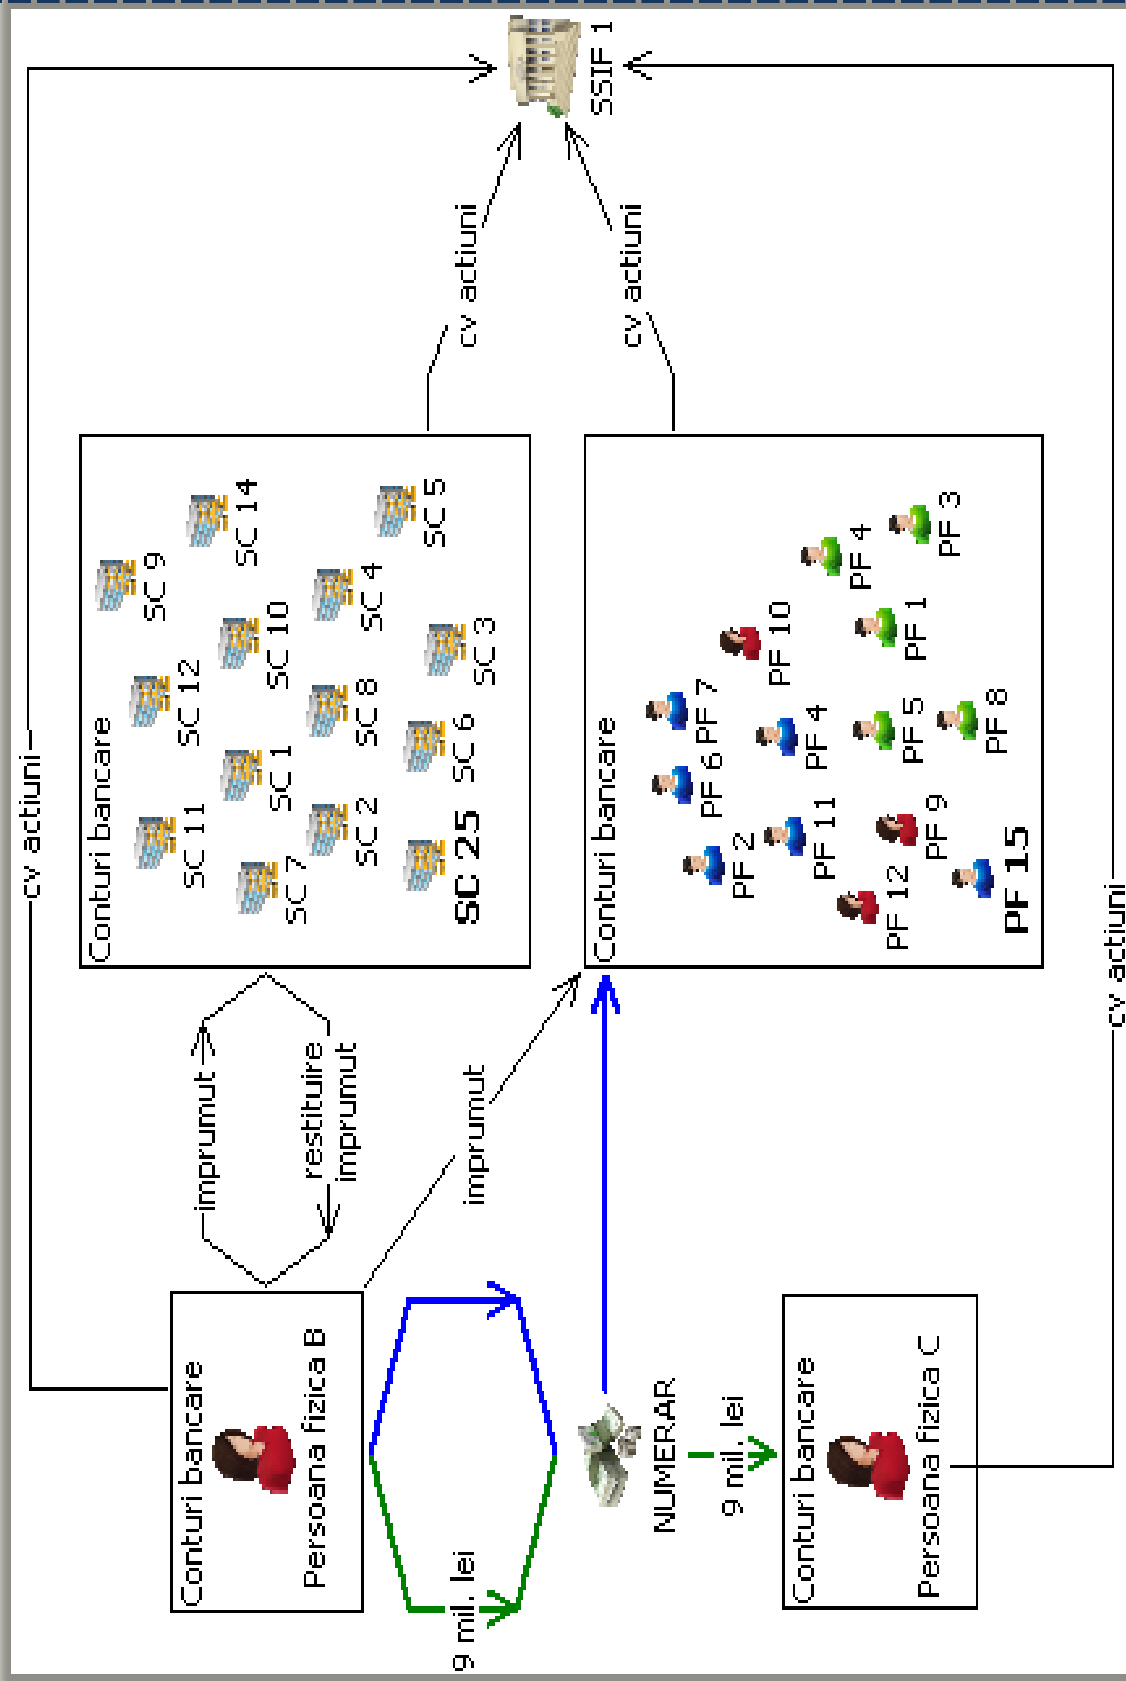 cv actiuni
Conturi bancare
Persoana fizica B
imprumut
restituire
imprumut
imprumut
9 mil. lei
NUMERAR
9 mil. lei
Conturi bancare
Persoana fizica C
Conturi bancare
SC 9
SC 14
SC 12
SC 10
SC 4
SC 5
SC 11
SC 1
SC 8
SC 3
SC 7
SC 2
SC 6
SC 25
Conturi bancare
PF 6
PF 7
PF 10
PF 4
PF 3
PF 2
PF 11
PF 4
PF 1
PF 5
PF 8
PF 12
PF 9
PF 15
cv actiuni
cv actiuni
cv actiuni
SSIF 1